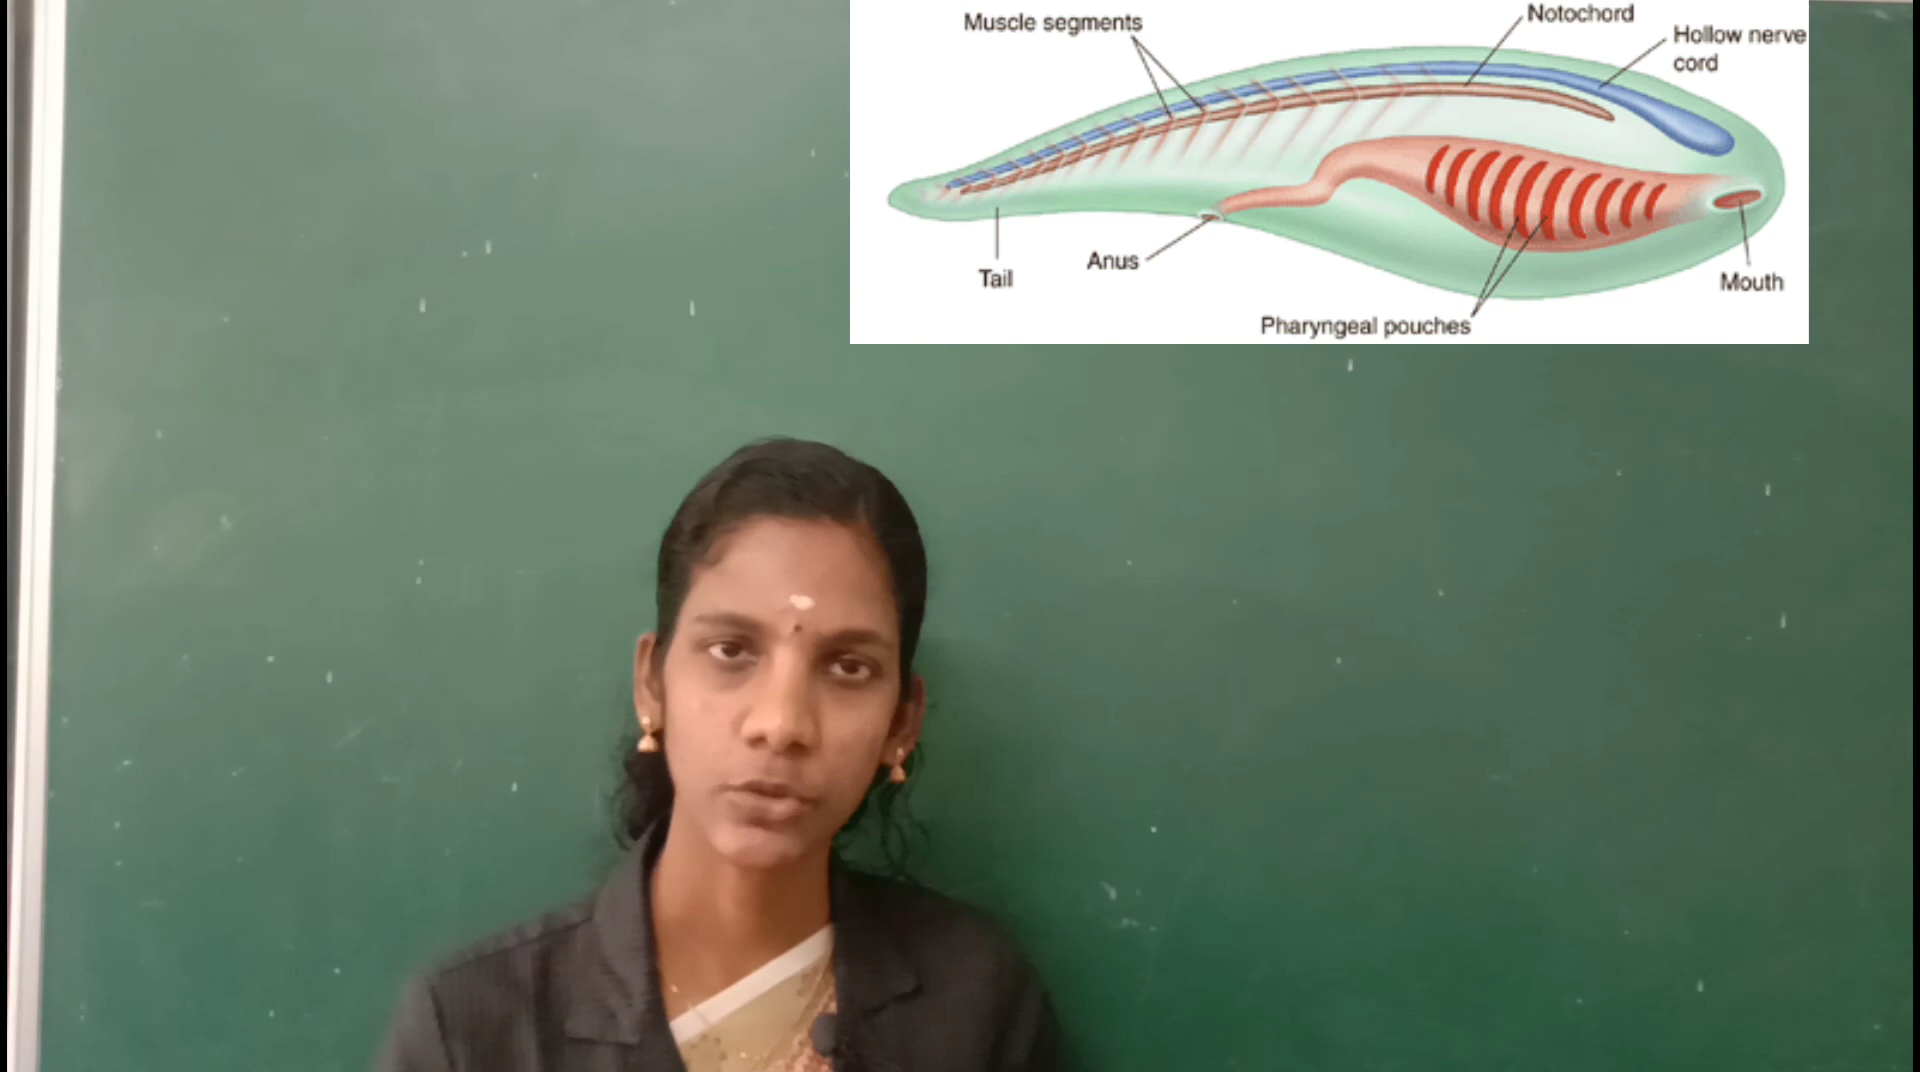 Muscle segments
Notochord
Hollow nerve
cord
Tail
Anus
Mouth
Pharyngeal pouches